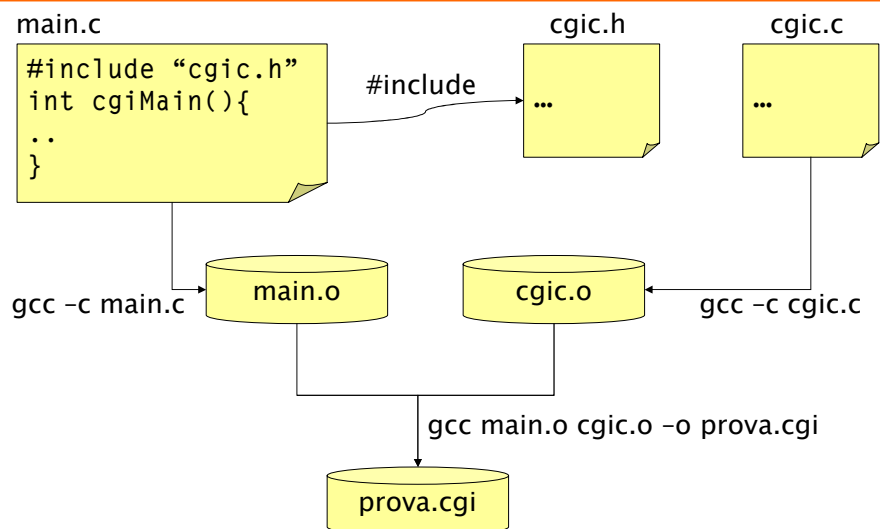 main.c
cgic.h
cgic.c
#include “cgic.h”
int cgiMain(){
..
}
#include
…
…
main.o
cgic.o
gcc –c main.c
gcc –c cgic.c
gcc main.o cgic.o –o prova.cgi
prova.cgi